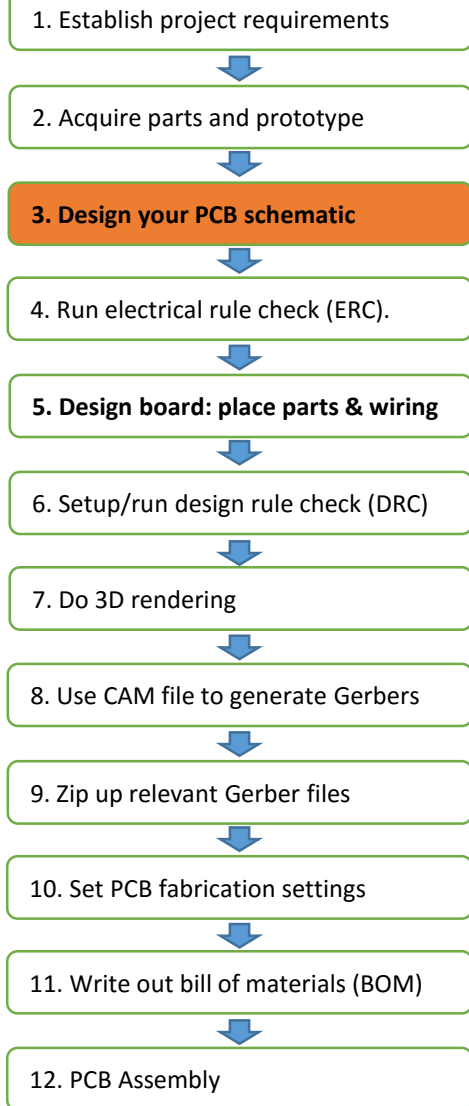 1. Establish project requirements
2. Acquire parts and prototype
3. Design your PCB schematic
4. Run electrical rule check (ERC).
5. Design board: place parts & wiring
6. Setup/run design rule check (DRC)
7. Do 3D rendering
8. Use CAM file to generate Gerbers
9. Zip up relevant Gerber files
10. Set PCB fabrication settings
11. Write out bill of materials (BOM)
12. PCB Assembly